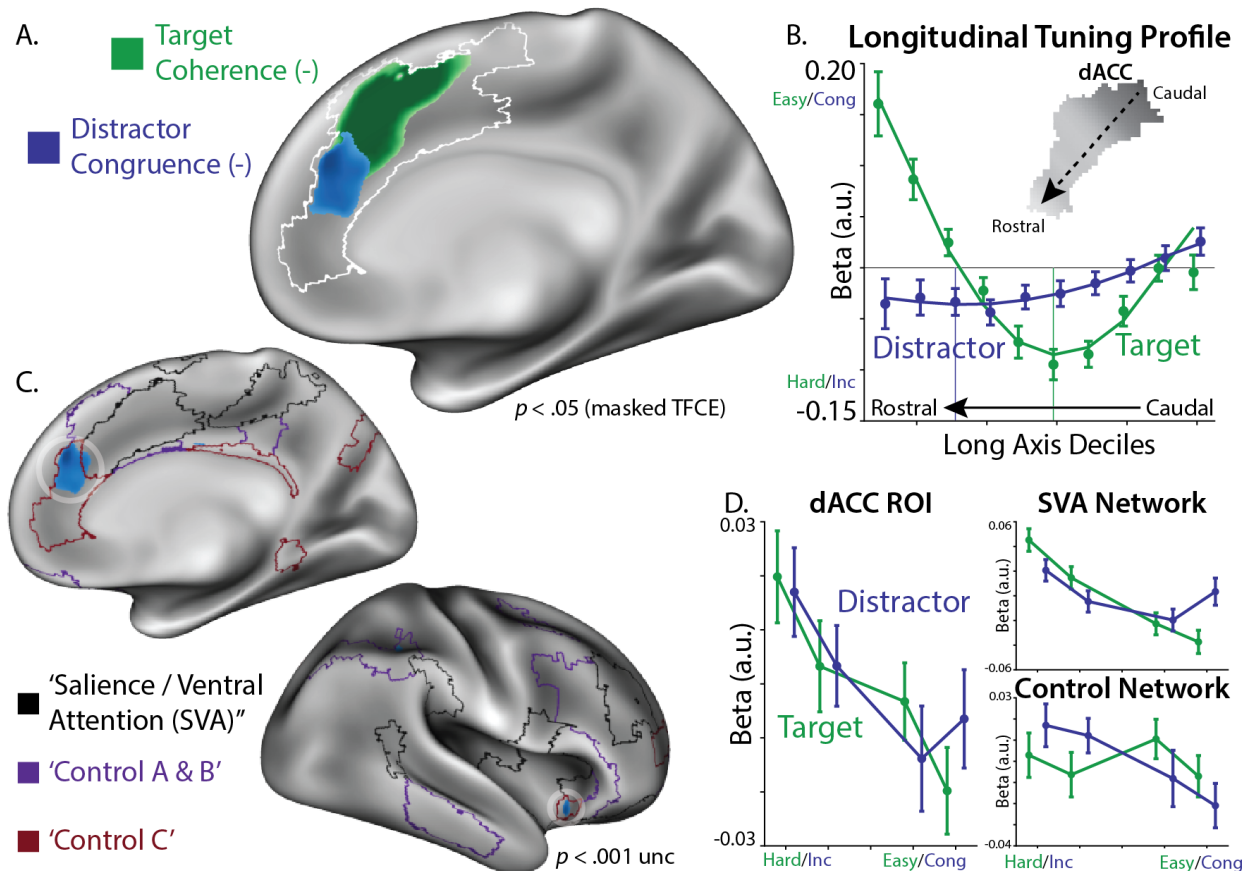 A.
Target
Coherence (-)
Distractor
Congruence (-)
p < .05 (masked TFCE)
B.
Longitudinal Tuning Profile
0.20
Easy/Cong
dACC
Caudal
Rostral
Beta (a.u.)
Distractor
Target
Hard/Inc
-0.15
Rostral
Caudal
Long Axis Deciles
C.
'Salience / Ventral
Attention (SVA)"
'Control A & B'
'Control C'
p < .001 unc
D.
dACC ROI
0.03
Beta (a.u.)
Distractor
Target
-0.03
Hard/Inc
Easy/Cong
SVA Network
0.06
Beta (a.u.)
-0.06
Control Network
0.03
Beta (a.u.)
-0.04
Hard/Inc
Easy/Cong